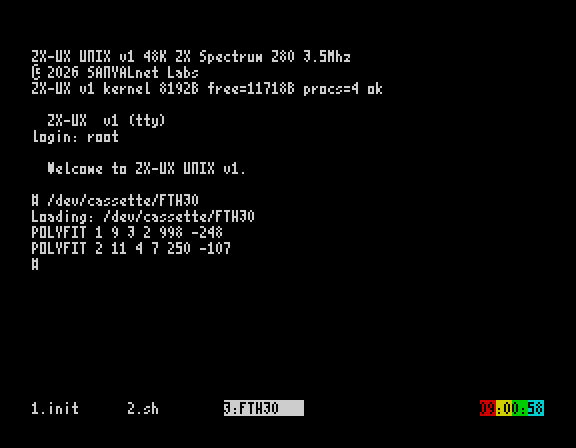 ZX-UX UNIX v1 48K ZX Spectrum Z80 3.5Mhz
© 2026 SANYALnet Labs
ZX-UX v1 kernel 8192B free=11718B procs=4 ok
ZX-UX v1 (tty)
login: root
Welcome to ZX-UX UNIX v1.
# /dev/cassette/FTH30
Loading: /dev/cassette/FTH30
POLYFIT 1 9 3 2 998 -248
POLYFIT 2 11 4 7 250 -107
#
1.init 2.sh 3.FTH30 09:00:58